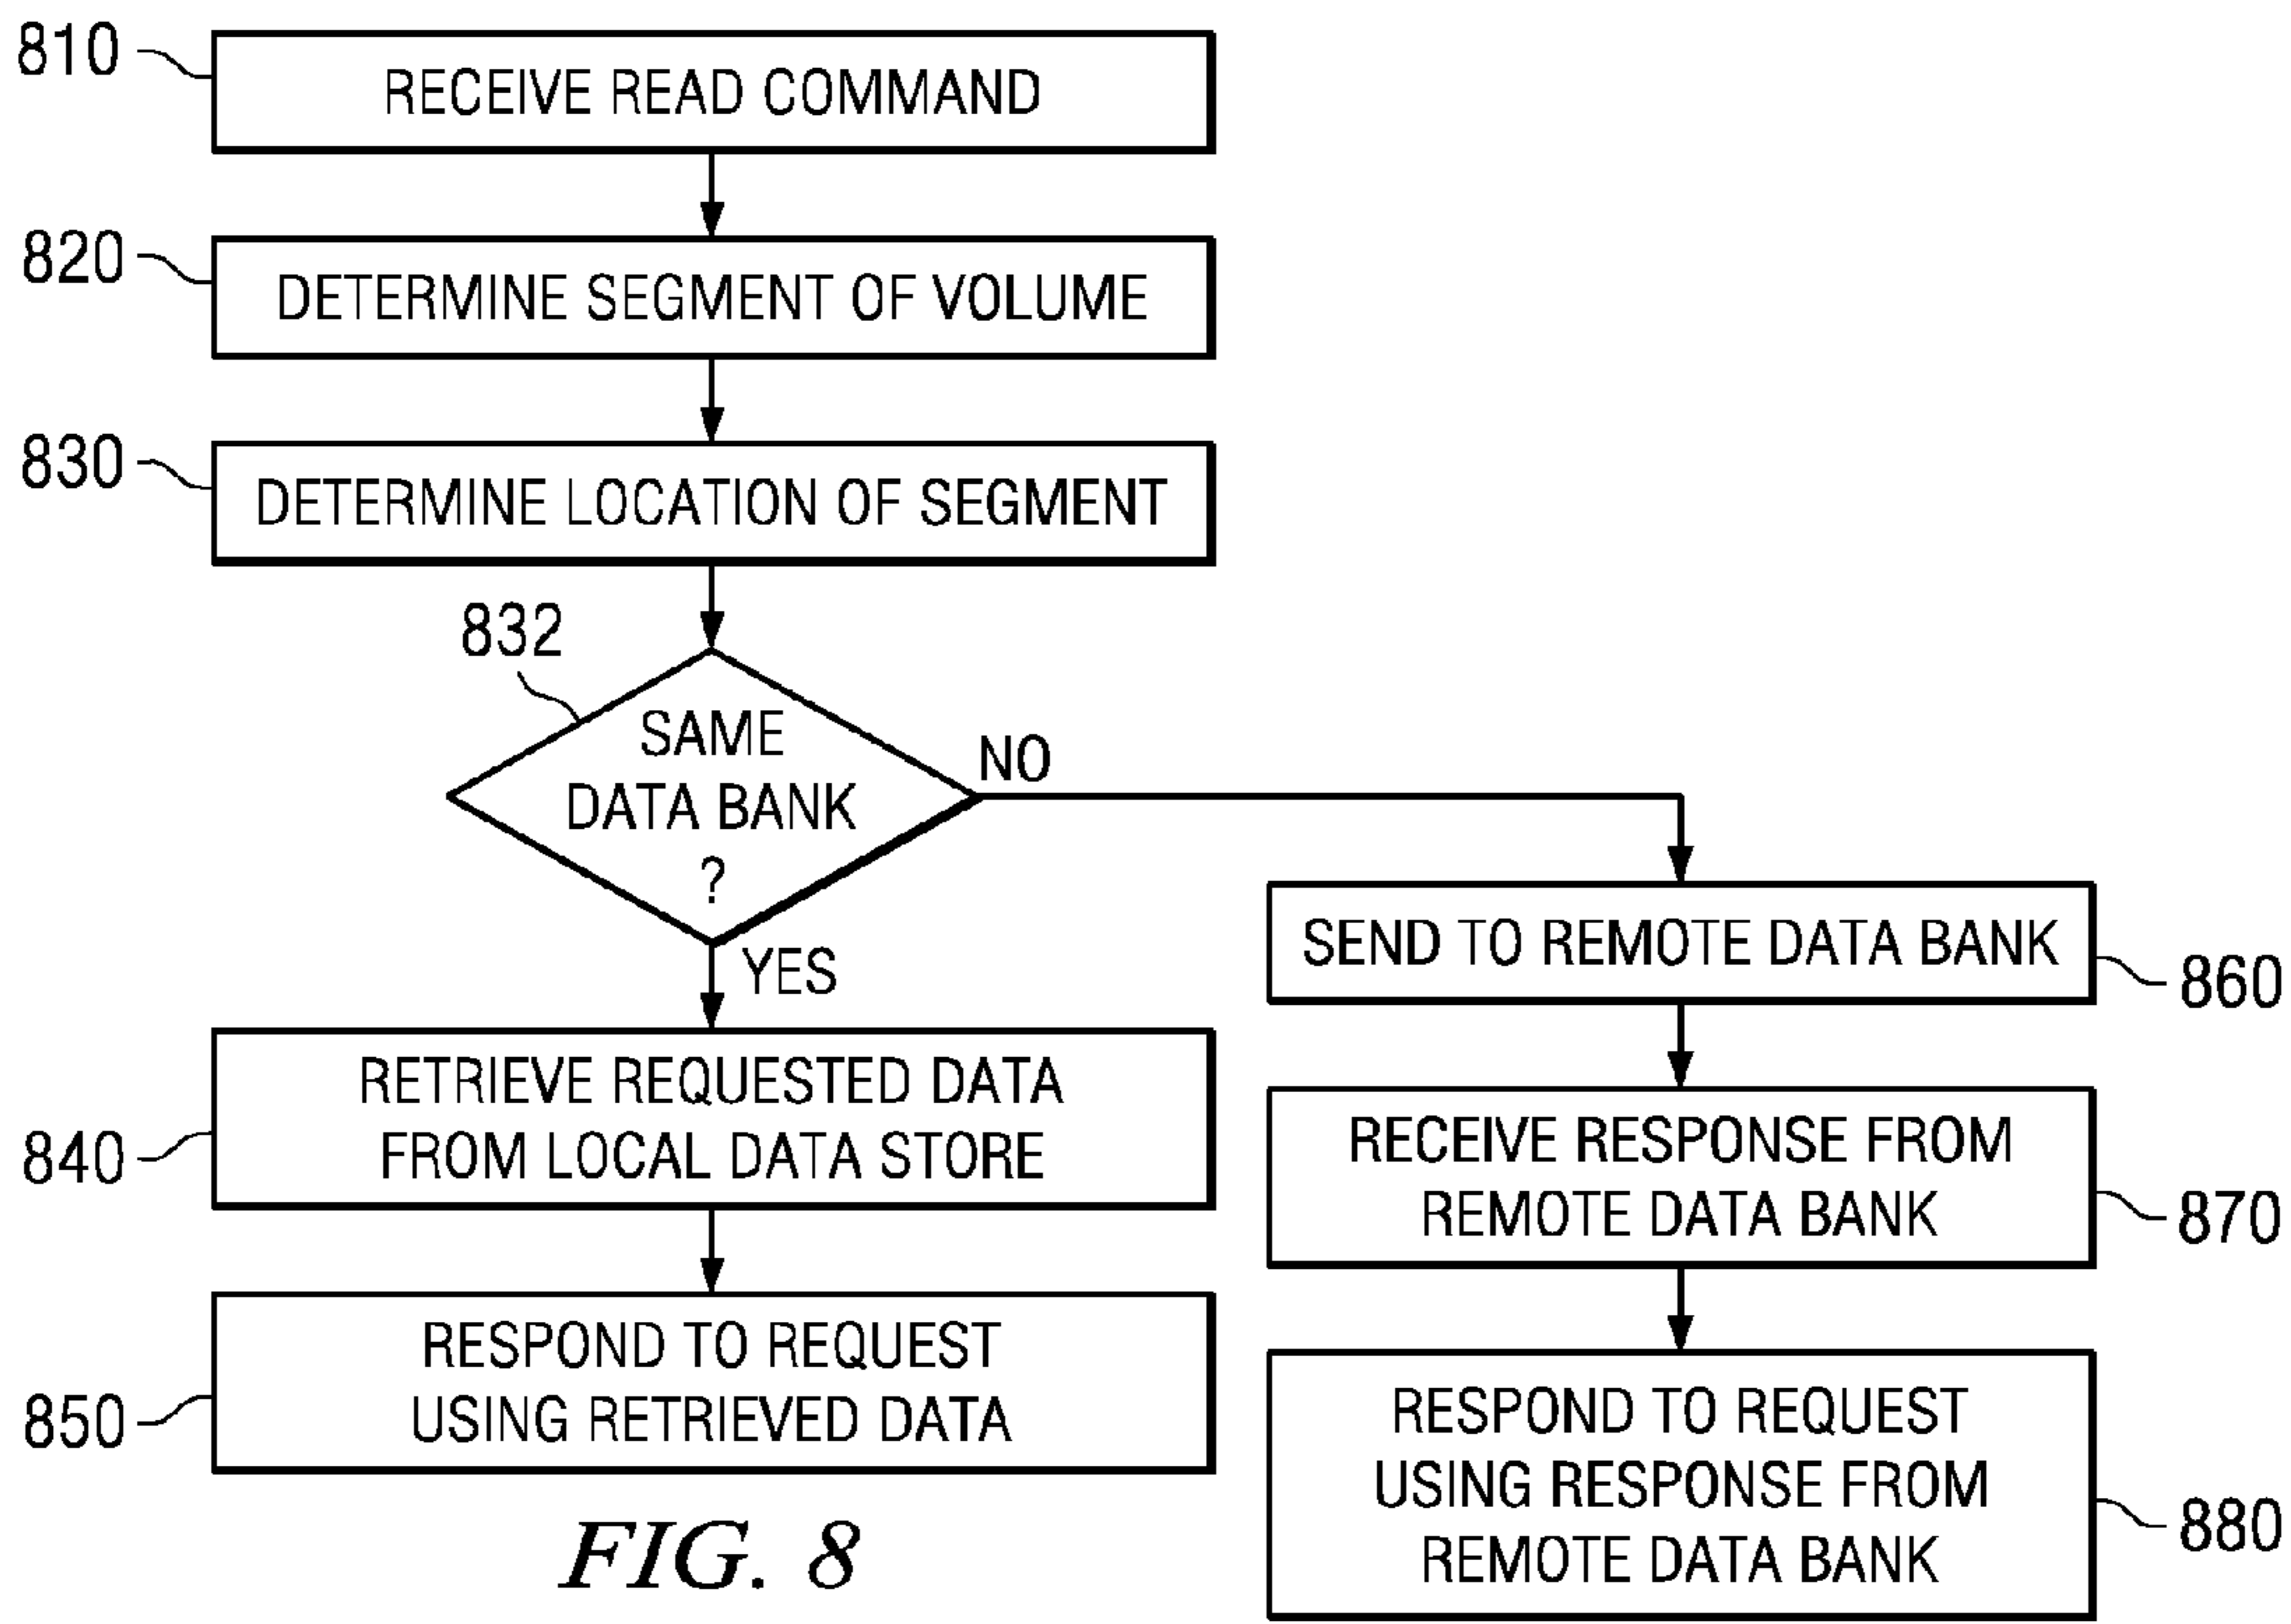 810
RECEIVE READ COMMAND
820
DETERMINE SEGMENT OF VOLUME
830
DETERMINE LOCATION OF SEGMENT
832
SAME
DATA BANK
?
NO
YES
840
RETRIEVE REQUESTED DATA
FROM LOCAL DATA STORE
850
RESPOND TO REQUEST
USING RETRIEVED DATA
SEND TO REMOTE DATA BANK
860
RECEIVE RESPONSE FROM
REMOTE DATA BANK
870
RESPOND TO REQUEST
USING RESPONSE FROM
REMOTE DATA BANK
880
FIG. 8